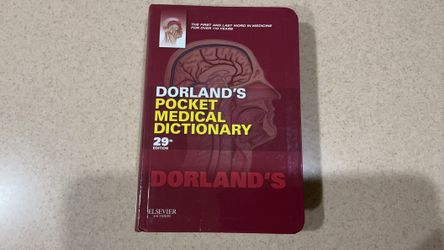 THE FIRST AND LAST WORD IN MEDICINE
FOR OVER 110 YEARS
DORLAND'S
POCKET
MEDICAL
DICTIONARY
29TH
EDITION
DORLAND'S
ELSEVIER